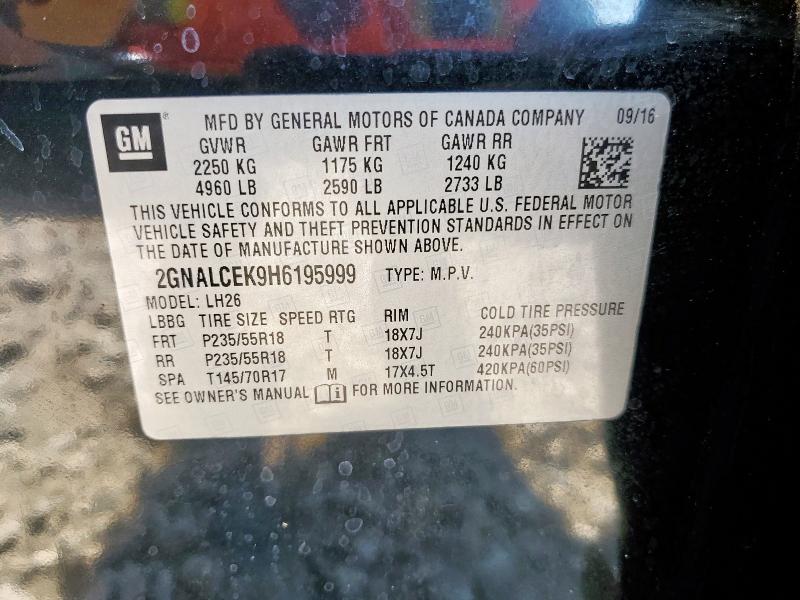 GM
MFD BY GENERAL MOTORS OF CANADA COMPANY 09/16
GVWR GAWR FRT GAWR RR
2250 KG 1175 KG 1240 KG
4960 LB 2590 LB 2733 LB
THIS VEHICLE CONFORMS TO ALL APPLICABLE U.S. FEDERAL MOTOR
VEHICLE SAFETY AND THEFT PREVENTION STANDARDS IN EFFECT ON
THE DATE OF MANUFACTURE SHOWN ABOVE.
2GNALCEK9H6195999 TYPE: M.P.V.
MODEL: LH26
LBBG TIRE SIZE SPEED RTG RIM COLD TIRE PRESSURE
FRT P235/55R18 T 18X7J 240KPA(35PSI)
RR P235/55R18 T 18X7J 240KPA(35PSI)
SPA T145/70R17 M 17X4.5T 420KPA(60PSI)
SEE OWNER'S MANUAL FOR MORE INFORMATION.